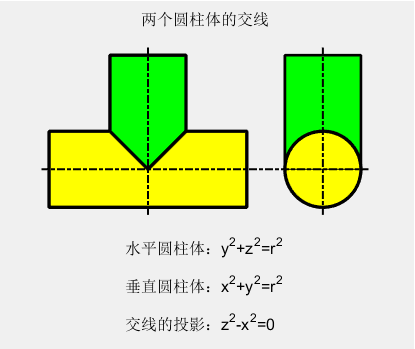 两个圆柱体的交线
水平圆柱体：y²+z²=r²
垂直圆柱体：x²+y²=r²
交线的投影：z²-x²=0